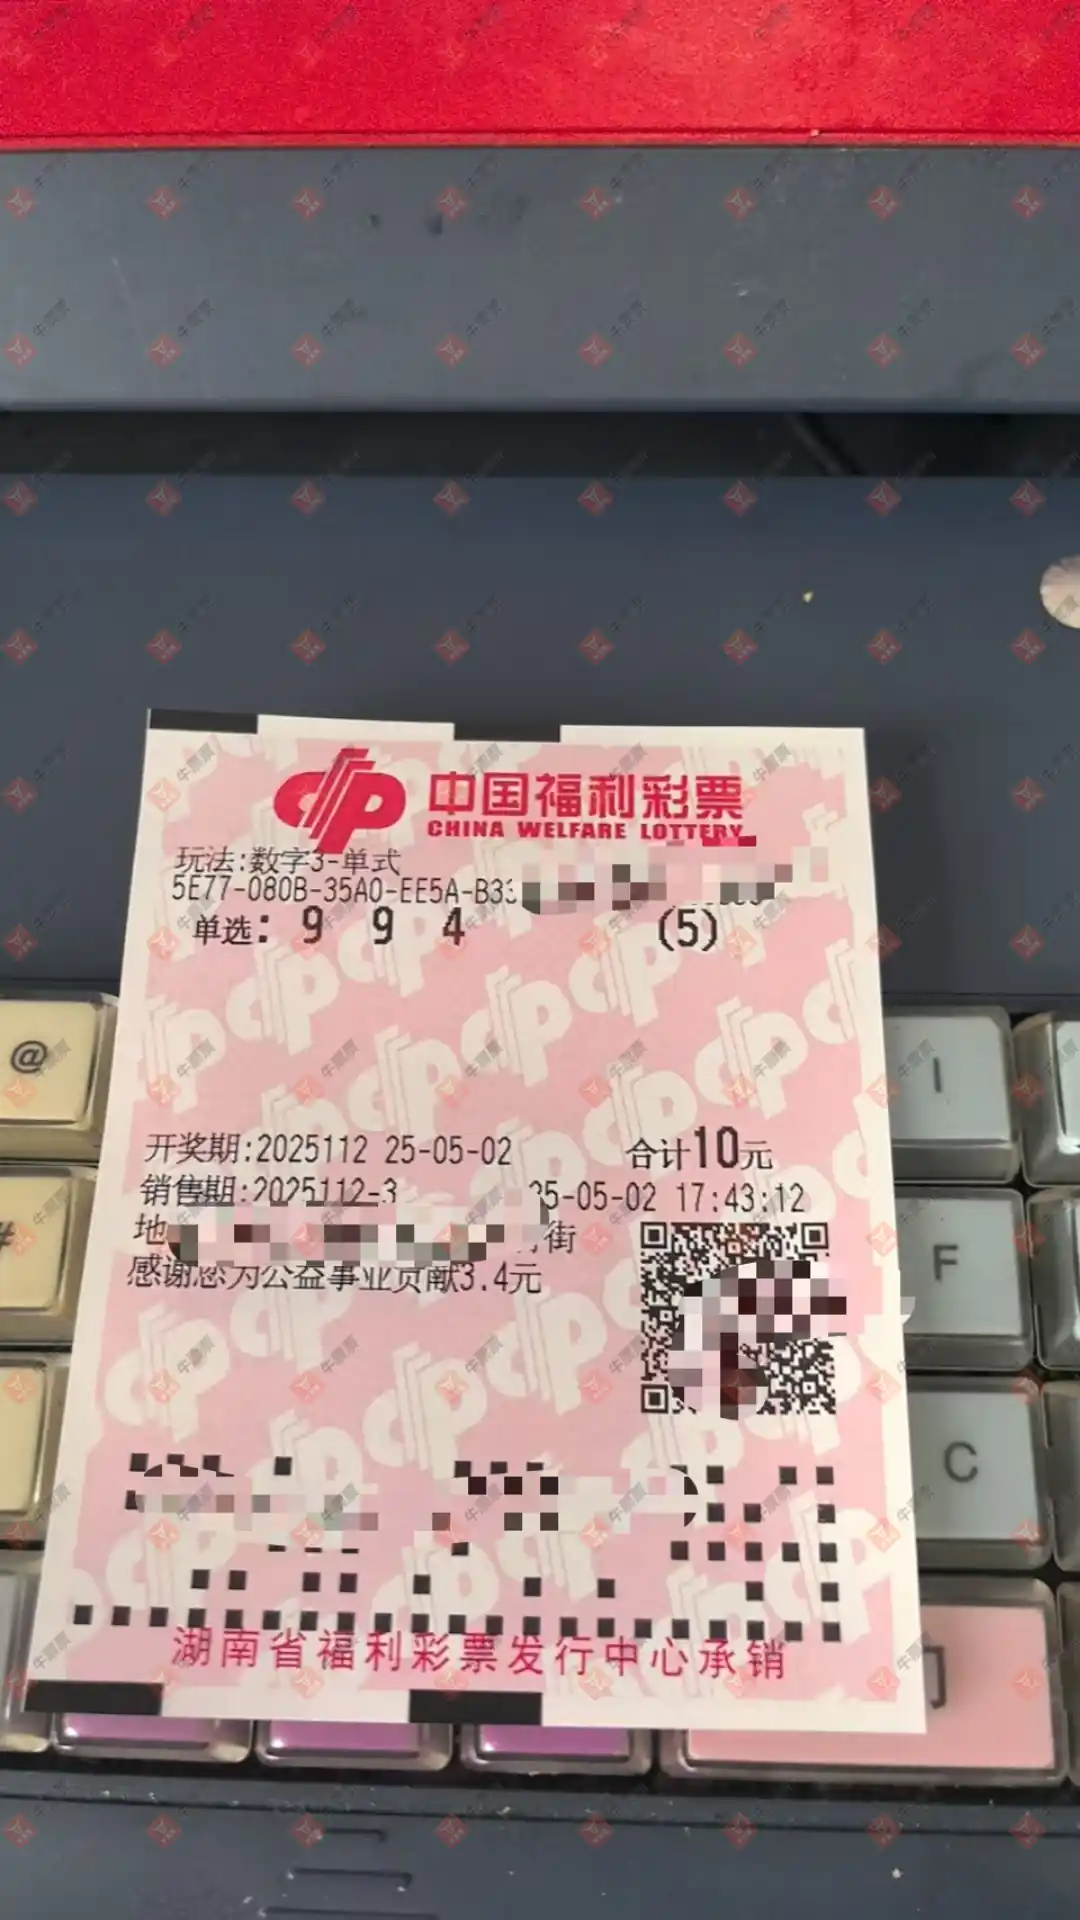 中国福利彩票
CHINA WELFARE LOTTERY
玩法:数字3-单式
5E77-080B-35A0-EE5A-B33
单选: 9 9 4 (5)
开奖期:2025112 25-05-02 合计10元
销售期:2025112-3 25-05-02 17:43:12
地 街
感谢您为公益事业贡献3.4元
湖南省福利彩票发行中心承销
@
#
I
F
C
牛票票